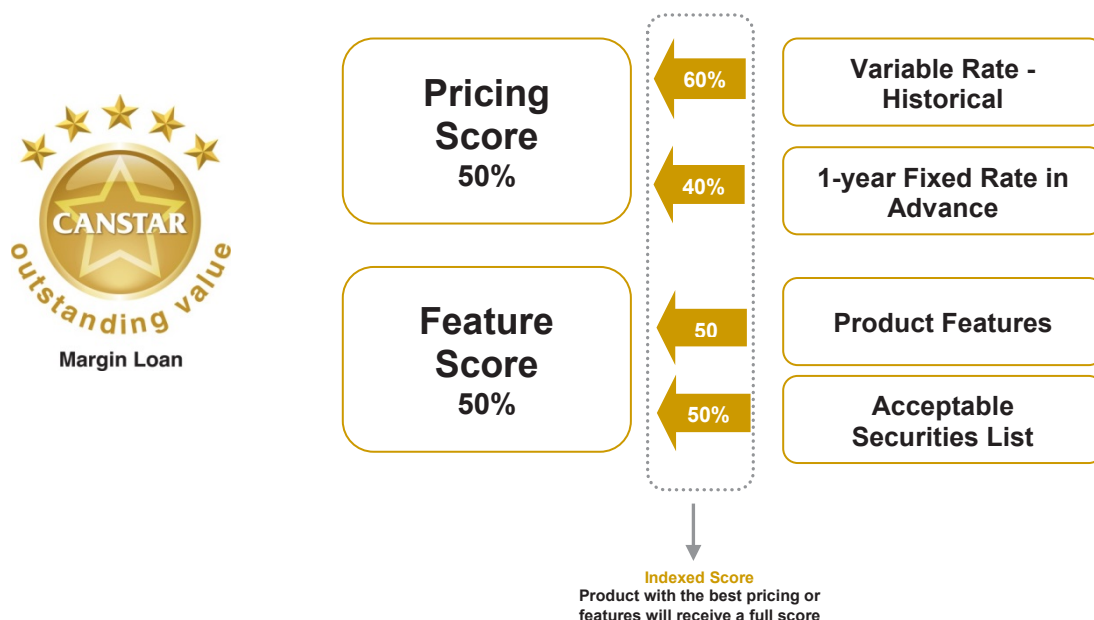 CANSTAR
outstanding value
Margin Loan
Pricing
Score
50%
60%
Variable Rate -
Historical
40%
1-year Fixed Rate in
Advance
Feature
Score
50%
50
Product Features
50%
Acceptable
Securities List
Indexed Score
Product with the best pricing or
features will receive a full score